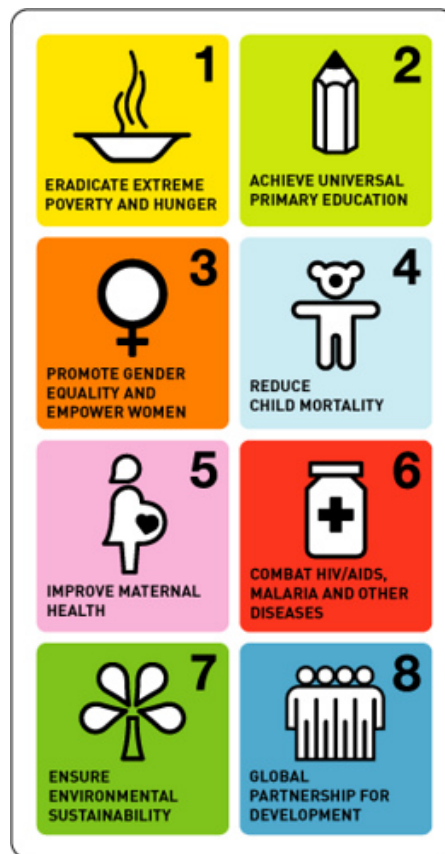 1
ERADICATE EXTREME
POVERTY AND HUNGER
2
ACHIEVE UNIVERSAL
PRIMARY EDUCATION
3
PROMOTE GENDER
EQUALITY AND
EMPOWER WOMEN
4
REDUCE
CHILD MORTALITY
5
IMPROVE MATERNAL
HEALTH
6
COMBAT HIV/AIDS,
MALARIA AND OTHER
DISEASES
7
ENSURE
ENVIRONMENTAL
SUSTAINABILITY
8
GLOBAL
PARTNERSHIP FOR
DEVELOPMENT